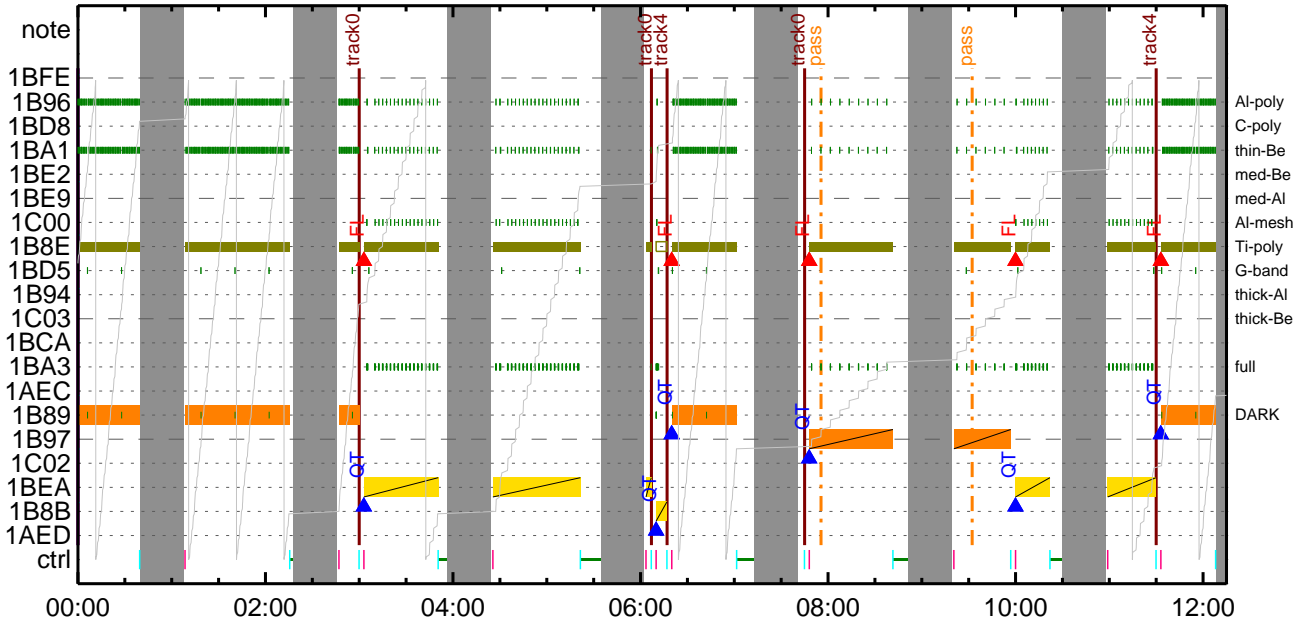 note
track0
track0
track4
track0
pass
pass
track4
1BFE
1B96 Al-poly
1BD8 C-poly
1BA1 thin-Be
1BE2 med-Be
1BE9 med-Al
1C00 Al-mesh
FL FL FL FL FL
1B8E Ti-poly
1BD5 G-band
1B94 thick-Al
1C03 thick-Be
1BCA
1BA3 full
1AEC
QT QT
1B89 DARK
QT
1B97
QT QT
1C02
1BEA
QT
1B8B
1AED
ctrl
00:00 02:00 04:00 06:00 08:00 10:00 12:00